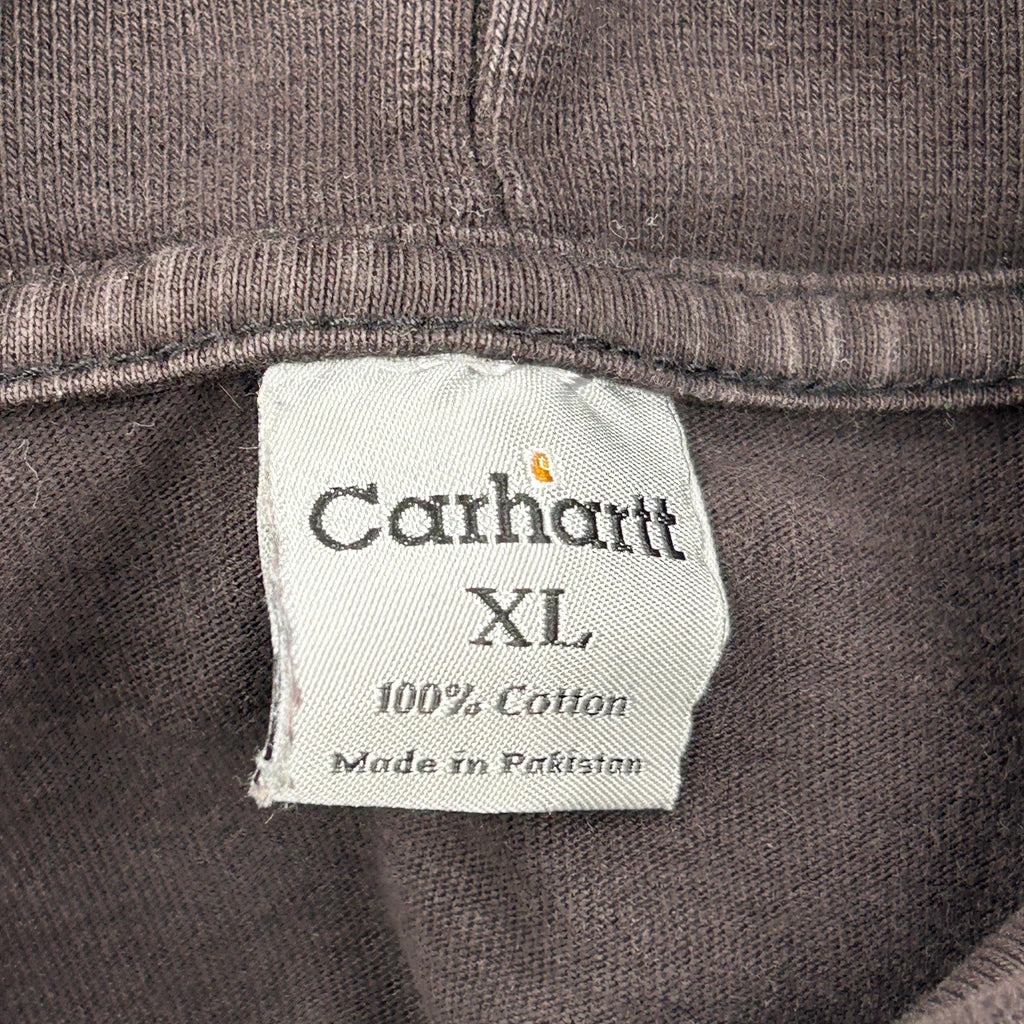 Carhartt
XL
100% Cotton
Made in Pakistan